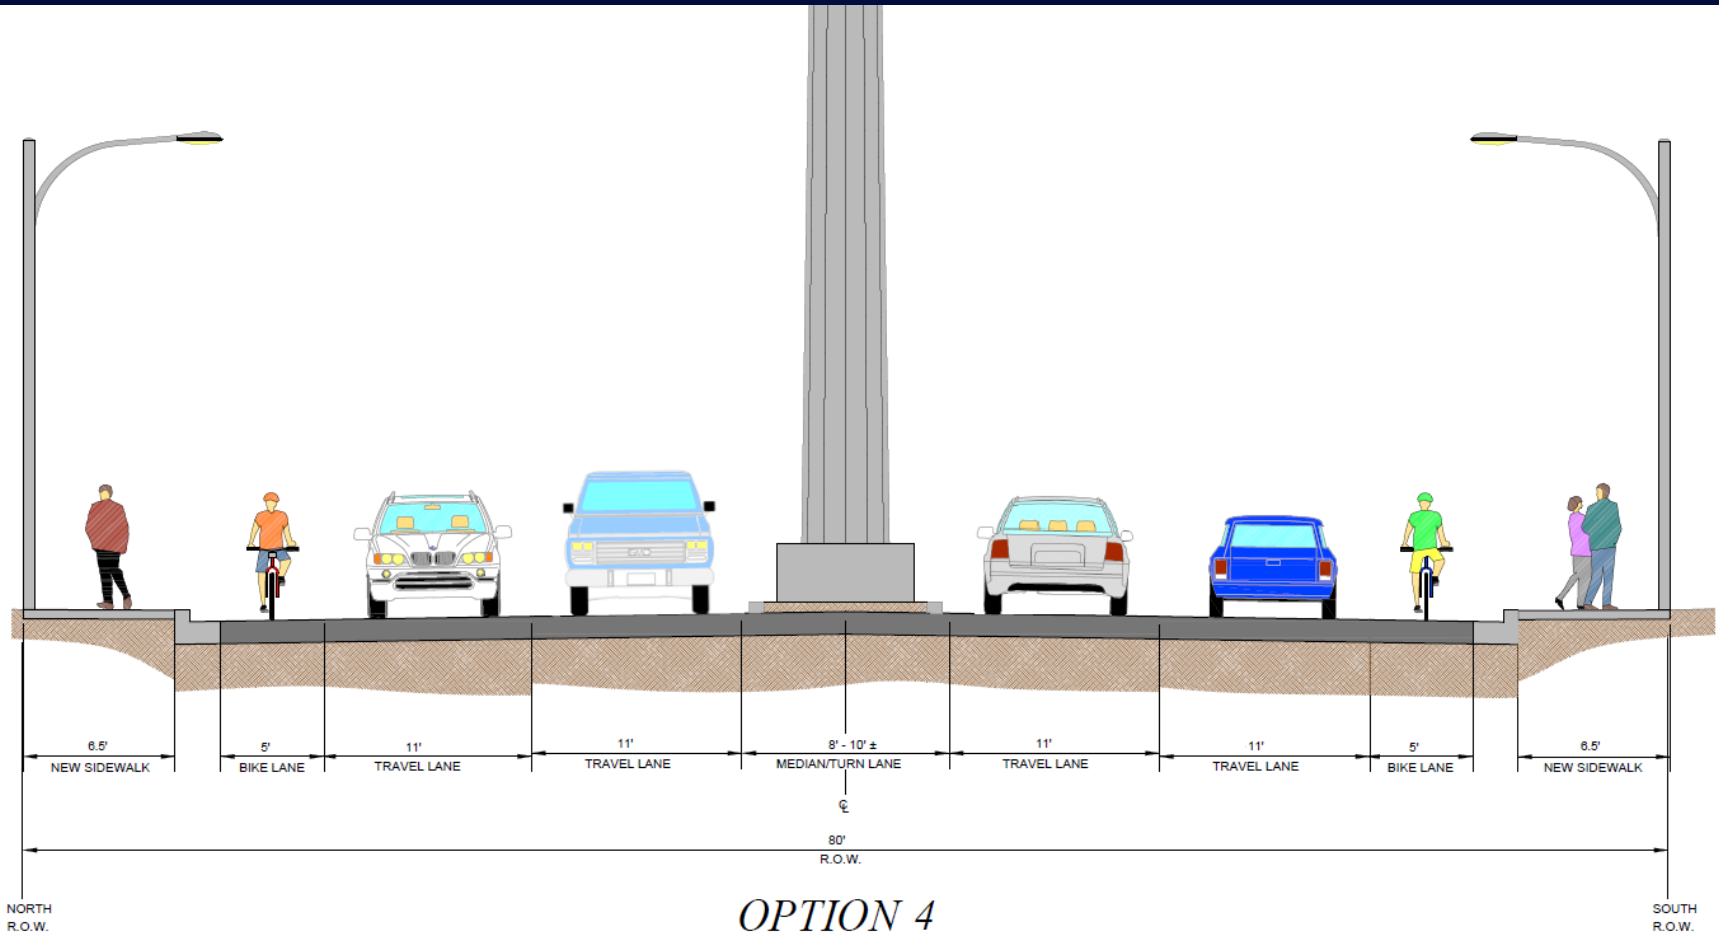 6.5'
NEW SIDEWALK
5'
BIKE LANE
11'
TRAVEL LANE
11'
TRAVEL LANE
8' - 10' ±
MEDIAN/TURN LANE
11'
TRAVEL LANE
11'
TRAVEL LANE
5'
BIKE LANE
6.5'
NEW SIDEWALK
℄
80'
R.O.W.
NORTH
R.O.W.
OPTION 4
SOUTH
R.O.W.